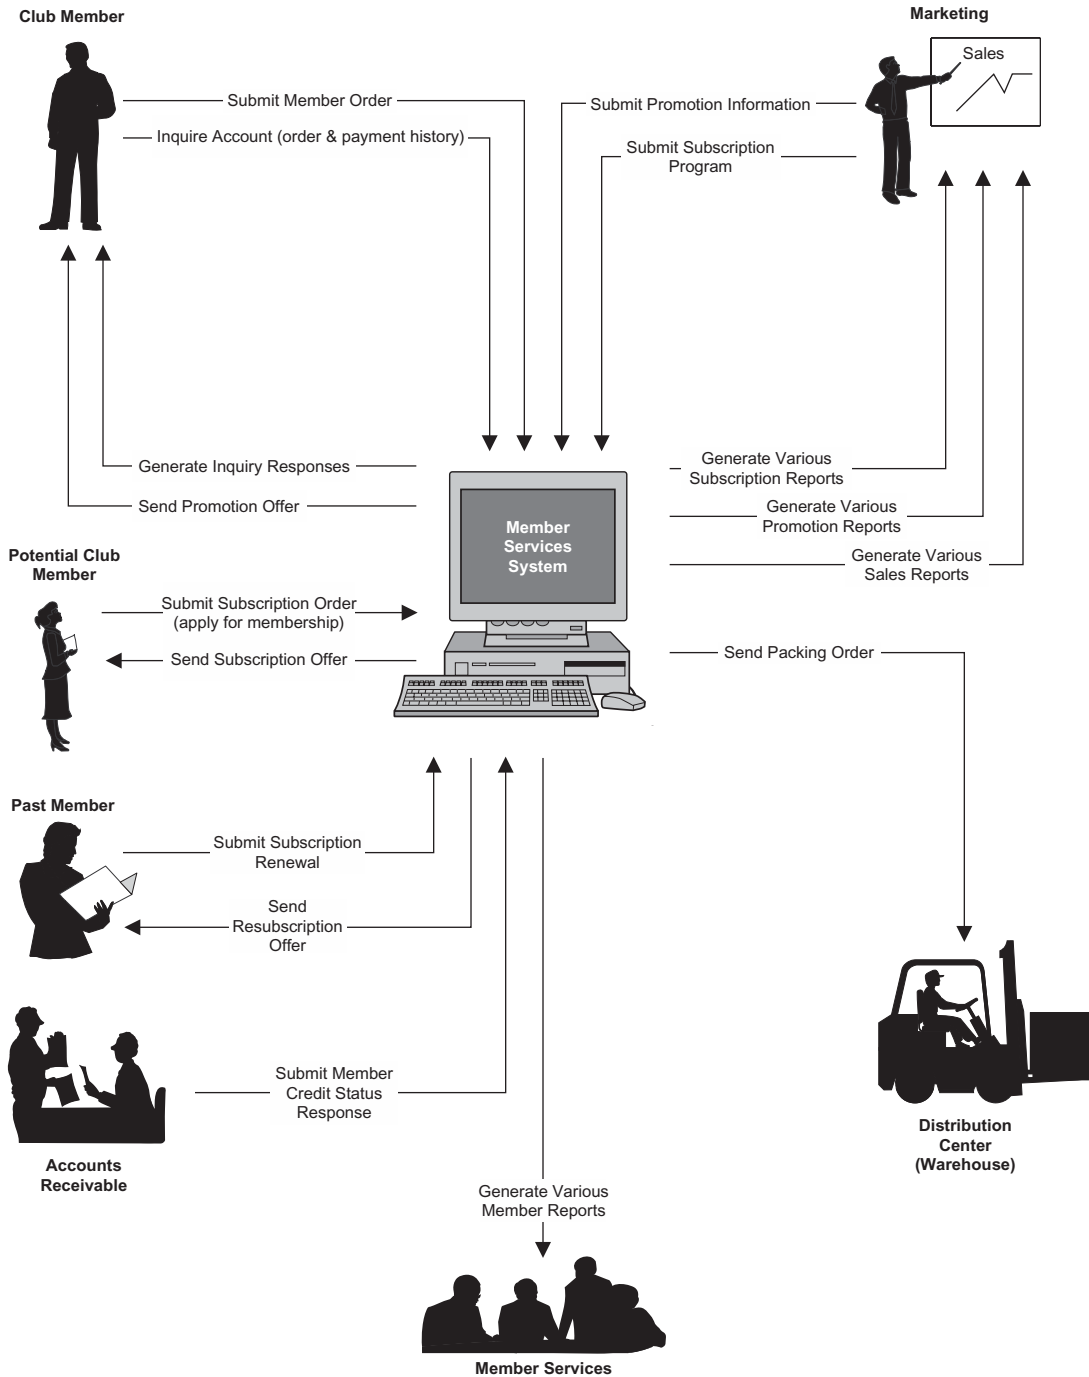 Club Member
Marketing
Sales
Submit Member Order
Submit Promotion Information
Inquire Account (order & payment history)
Submit Subscription
Program
Generate Inquiry Responses
Send Promotion Offer
Generate Various
Subscription Reports
Generate Various
Promotion Reports
Generate Various
Sales Reports
Member
Services
System
Potential Club
Member
Submit Subscription Order
(apply for membership)
Send Subscription Offer
Send Packing Order
Past Member
Submit Subscription
Renewal
Send
Resubscription
Offer
Submit Member
Credit Status
Response
Accounts
Receivable
Distribution
Center
(Warehouse)
Generate Various
Member Reports
Member Services